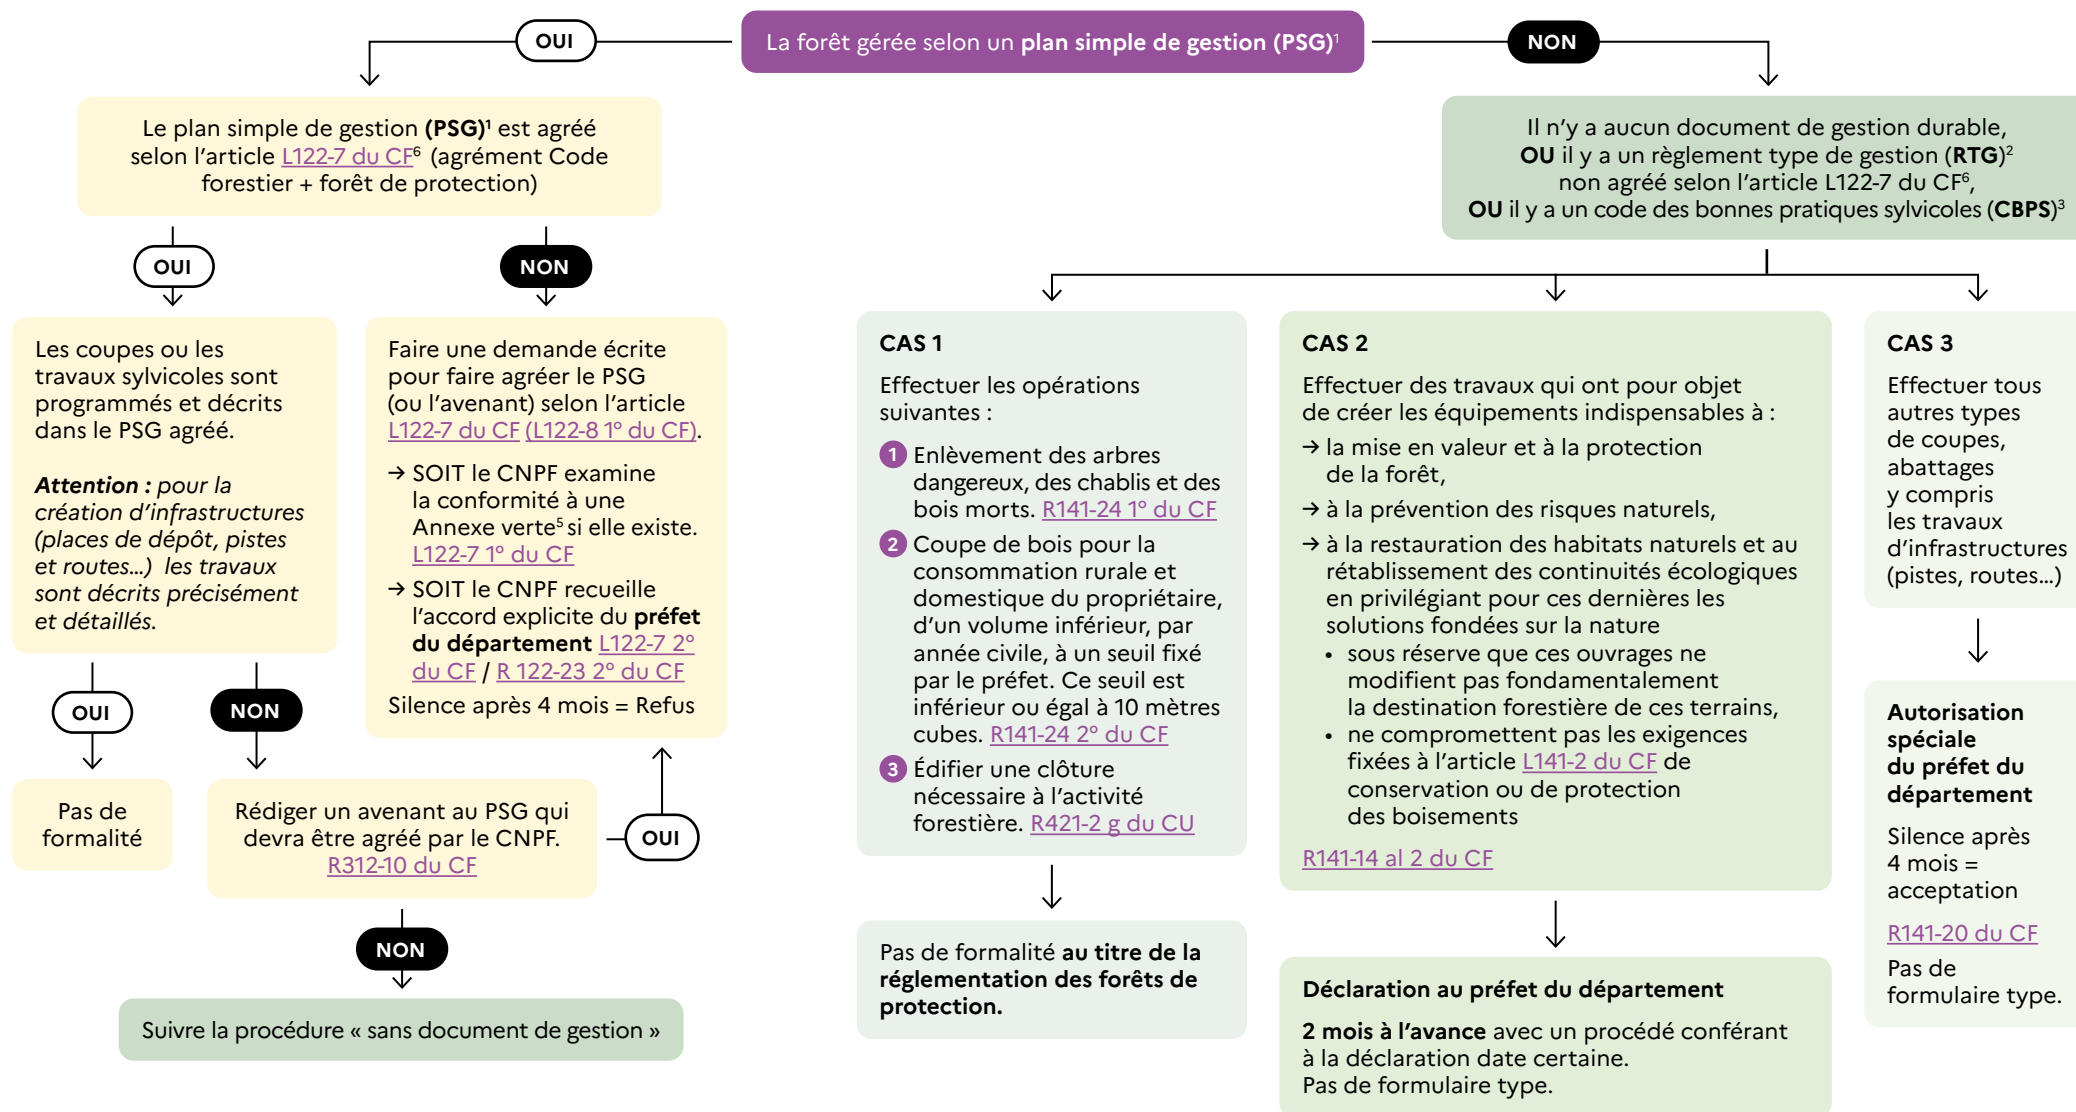 La forêt gérée selon un plan simple de gestion (PSG)¹
OUI
NON
Le plan simple de gestion (PSG)¹ est agréé
selon l'article L122-7 du CF⁶ (agrément Code
forestier + forêt de protection)
OUI
NON
Les coupes ou les
travaux sylvicoles sont
programmés et décrits
dans le PSG agréé.
Attention : pour la
création d'infrastructures
(places de dépôt, pistes
et routes...) les travaux
sont décrits précisément
et détaillés.
OUI
NON
Pas de
formalité
Rédiger un avenant au PSG qui
devra être agréé par le CNPF.
R312-10 du CF
OUI
NON
Suivre la procédure « sans document de gestion »
Faire une demande écrite
pour faire agréer le PSG
(ou l'avenant) selon l'article
L122-7 du CF (L122-8 1° du CF).
→ SOIT le CNPF examine
la conformité à une
Annexe verte⁵ si elle existe.
L122-7 1° du CF
→ SOIT le CNPF recueille
l'accord explicite du préfet
du département L122-7 2°
du CF / R 122-23 2° du CF
Silence après 4 mois = Refus
Il n'y a aucun document de gestion durable,
OU il y a un règlement type de gestion (RTG)²
non agréé selon l'article L122-7 du CF⁶,
OU il y a un code des bonnes pratiques sylvicoles (CBPS)³
CAS 1
Effectuer les opérations
suivantes :
1 Enlèvement des arbres
dangereux, des chablis et des
bois morts. R141-24 1° du CF
2 Coupe de bois pour la
consommation rurale et
domestique du propriétaire,
d'un volume inférieur, par
année civile, à un seuil fixé
par le préfet. Ce seuil est
inférieur ou égal à 10 mètres
cubes. R141-24 2° du CF
3 Édifier une clôture
nécessaire à l'activité
forestière. R421-2 g du CU
Pas de formalité au titre de la
réglementation des forêts de
protection.
CAS 2
Effectuer des travaux qui ont pour objet
de créer les équipements indispensables à :
→ la mise en valeur et à la protection
de la forêt,
→ à la prévention des risques naturels,
→ à la restauration des habitats naturels et au
rétablissement des continuités écologiques
en privilégiant pour ces dernières les
solutions fondées sur la nature
• sous réserve que ces ouvrages ne
modifient pas fondamentalement
la destination forestière de ces terrains,
• ne compromettent pas les exigences
fixées à l'article L141-2 du CF de
conservation ou de protection
des boisements
R141-14 al 2 du CF
Déclaration au préfet du département
2 mois à l'avance avec un procédé conférant
à la déclaration date certaine.
Pas de formulaire type.
CAS 3
Effectuer tous
autres types
de coupes,
abattages
y compris
les travaux
d'infrastructures
(pistes, routes...)
Autorisation
spéciale
du préfet du
département
Silence après
4 mois =
acceptation
R141-20 du CF
Pas de
formulaire type.